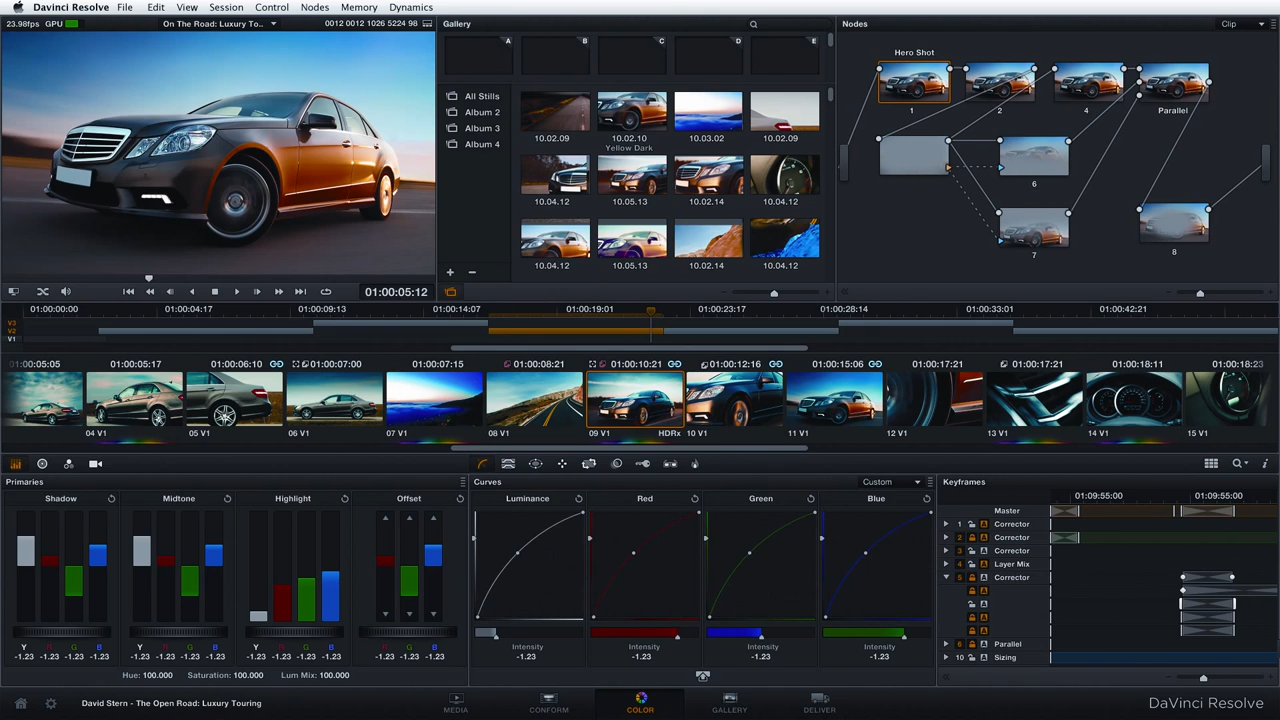 Davinci Resolve File Edit View Session Control Nodes Memory Dynamics
23.98fps GPU On The Road: Luxury To.. 0012 0012 1026 5224 98
Gallery
Nodes Clip
A B C D E
All Stills
Album 2
Album 3
Album 4
10.02.09 10.02.10 10.03.02 10.02.09
Yellow Dark
10.04.12 10.05.13 10.02.14 10.04.12
10.04.12 10.05.13 10.02.14 10.04.12
Hero Shot
1 2 4 Parallel
6
7 8
01:00:05:12
01:00:00:00 01:00:04:17 01:00:09:13 01:00:14:07 01:00:19:01 01:00:23:17 01:00:28:14 01:00:33:01 01:00:42:21
V3
V2
V1
01:00:05:05 01:00:05:17 01:00:06:10 01:00:07:00 01:00:07:15 01:00:08:21 01:00:10:21 01:00:12:16 01:00:15:06 01:00:17:21 01:00:17:21 01:00:18:11 01:00:18:23
04 V1 05 V1 06 V1 07 V1 08 V1 09 V1 HDRx 10 V1 11 V1 12 V1 13 V1 14 V1 15 V1
Primaries
Shadow Midtone Highlight Offset
Y R G B Y R G B Y R G B Y R G B
-1.23 -1.23 -1.23 -1.23 -1.23 -1.23 -1.23 -1.23 -1.23 -1.23 -1.23 -1.23 -1.23 -1.23 -1.23 -1.23
Hue: 100.000 Saturation: 100.000 Lum Mix: 100.000
Curves Custom
Luminance Red Green Blue
Intensity Intensity Intensity Intensity
-1.23 -1.23 -1.23 -1.23
Keyframes
01:09:55:00 01:09:55:00
Master
1 A Corrector
2 A Corrector
3 A Corrector
4 A Layer Mix
5 A Corrector
A
A
A
A
6 A Parallel
10 A Sizing
David Stern - The Open Road: Luxury Touring
MEDIA CONFORM COLOR GALLERY DELIVER
DaVinci Resolve